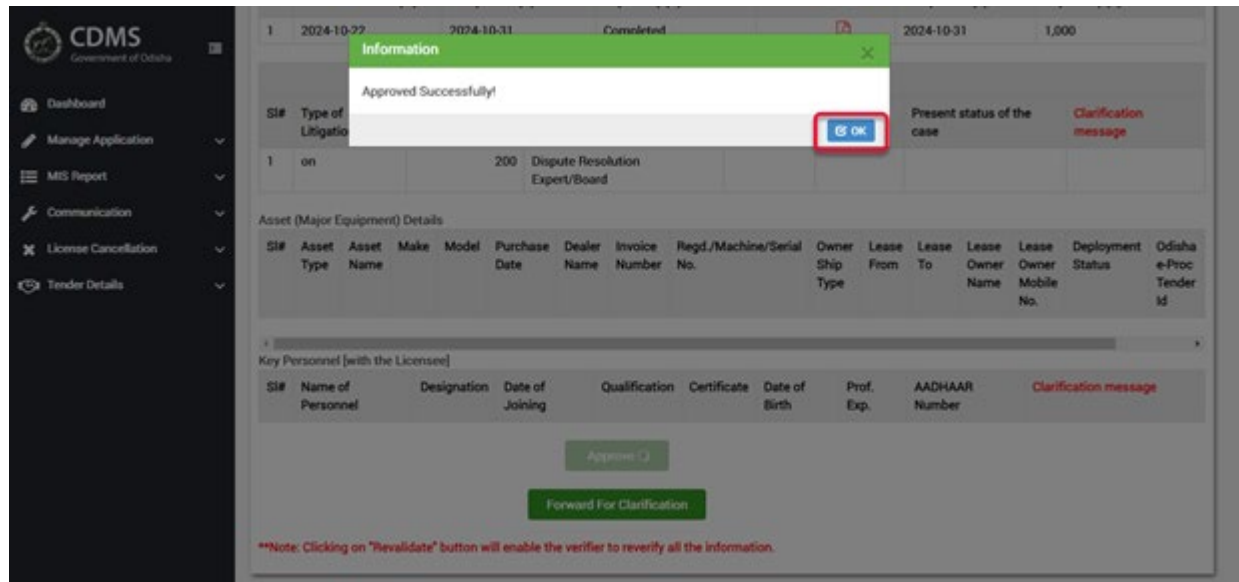 CDMS
Government of Odisha
Dashboard
Manage Application
MIS Report
Communication
License Cancellation
Tender Details
1 2024-10-22 2024-10-31 Completed 2024-10-31 1,000
Information
Approved Successfully!
OK
Sl# Type of Present status of the Clarification
Litigatio case message
1 on 200 Dispute Resolution
Expert/Board
Asset (Major Equipment) Details
Sl# Asset Asset Make Model Purchase Dealer Invoice Regd./Machine/Serial Owner Lease Lease Lease Lease Deployment Odisha
Type Name Date Name Number No. Ship From To Owner Owner Status e-Proc
Type Name Mobile Tender
No. Id
Key Personnel [with the Licensee]
Sl# Name of Designation Date of Qualification Certificate Date of Prof. AADHAAR Clarification message
Personnel Joining Birth Exp. Number
Approve
Forward For Clarification
**Note: Clicking on "Revalidate" button will enable the verifier to reverify all the information.